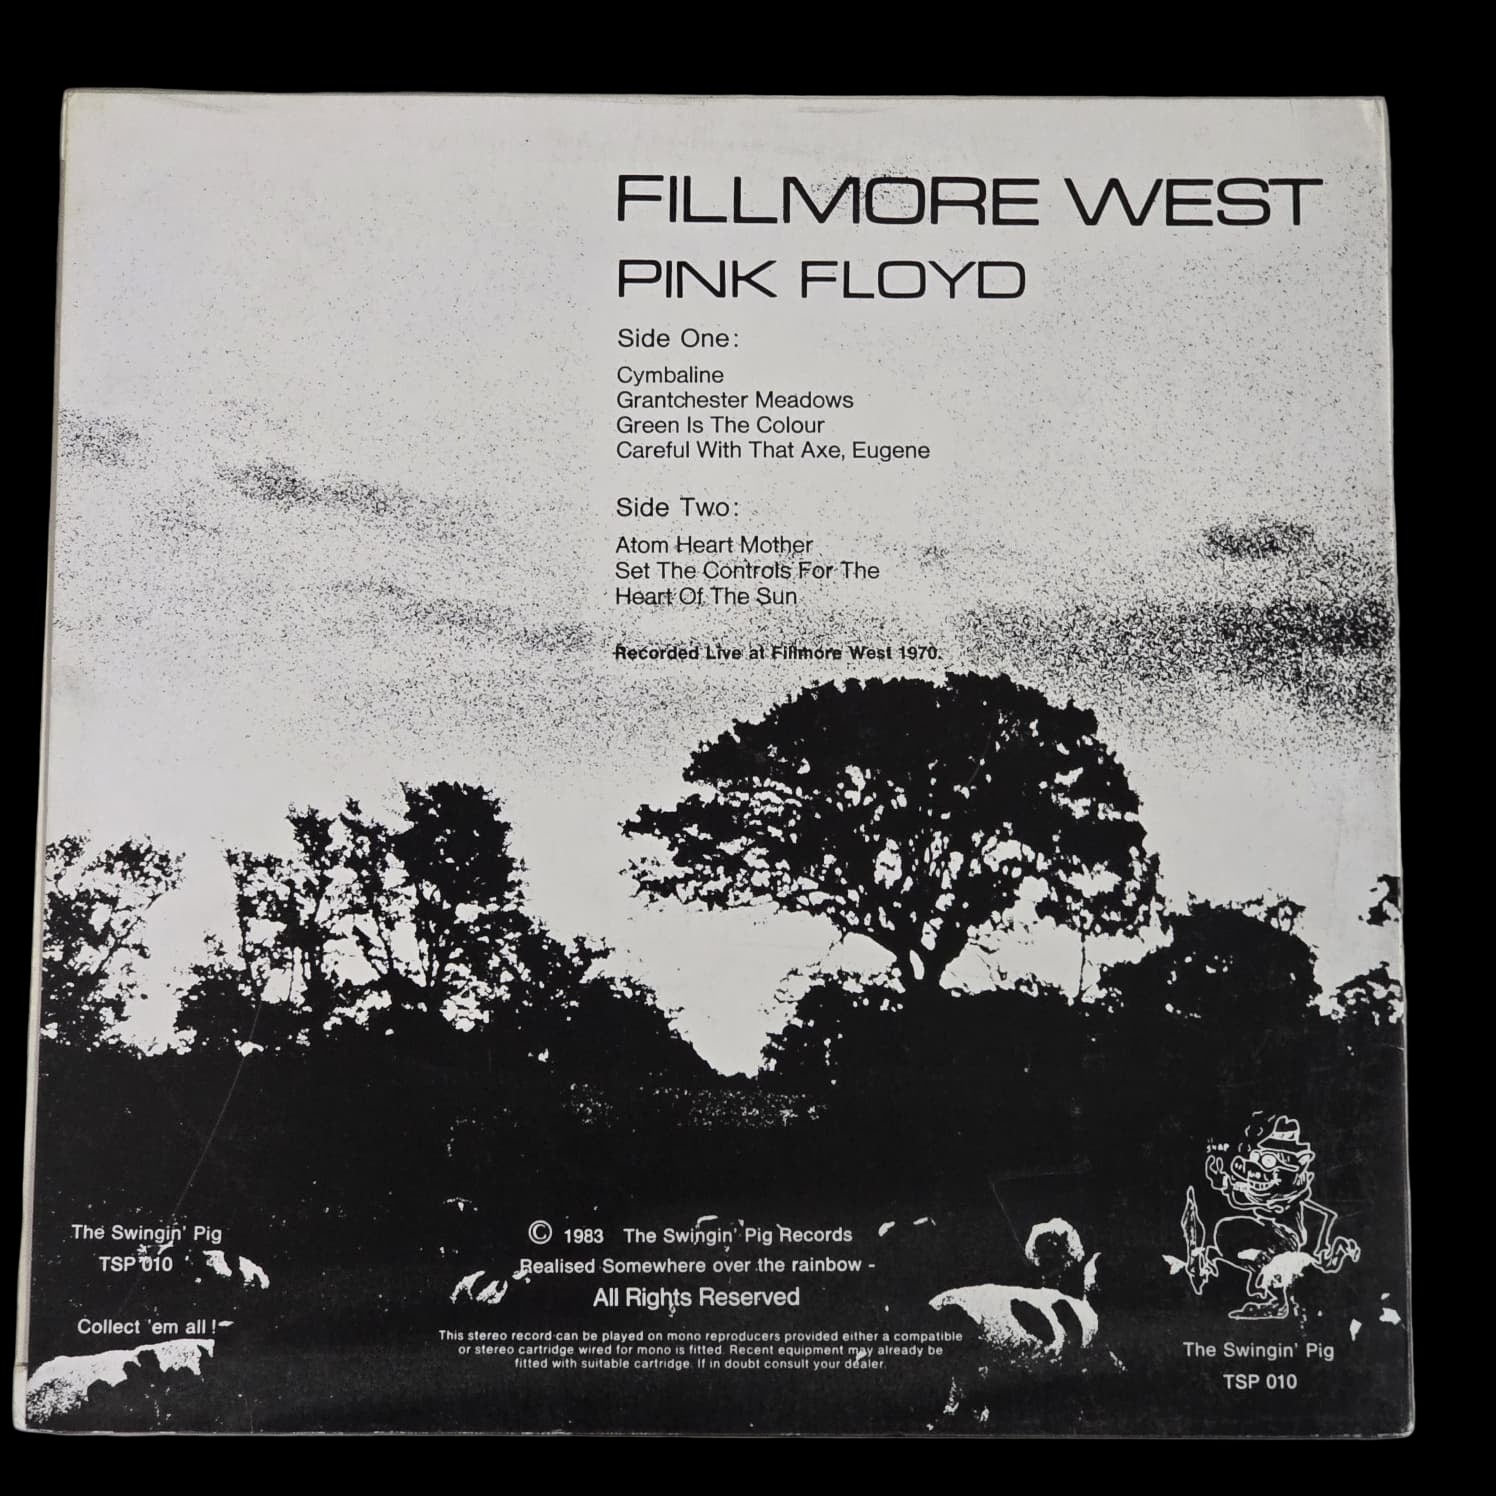 FILLMORE WEST
PINK FLOYD
Side One:
Cymbaline
Grantchester Meadows
Green Is The Colour
Careful With That Axe, Eugene
Side Two:
Atom Heart Mother
Set The Controls For The
Heart Of The Sun
Recorded Live at Fillmore West 1970.
The Swingin' Pig
TSP 010
Collect 'em all !
© 1983 The Swingin' Pig Records
Realised Somewhere over the rainbow -
All Rights Reserved
This stereo record can be played on mono reproducers provided either a compatible
or stereo cartridge wired for mono is fitted. Recent equipment may already be
fitted with suitable cartridge. If in doubt consult your dealer.
SNAP
The Swingin' Pig
TSP 010